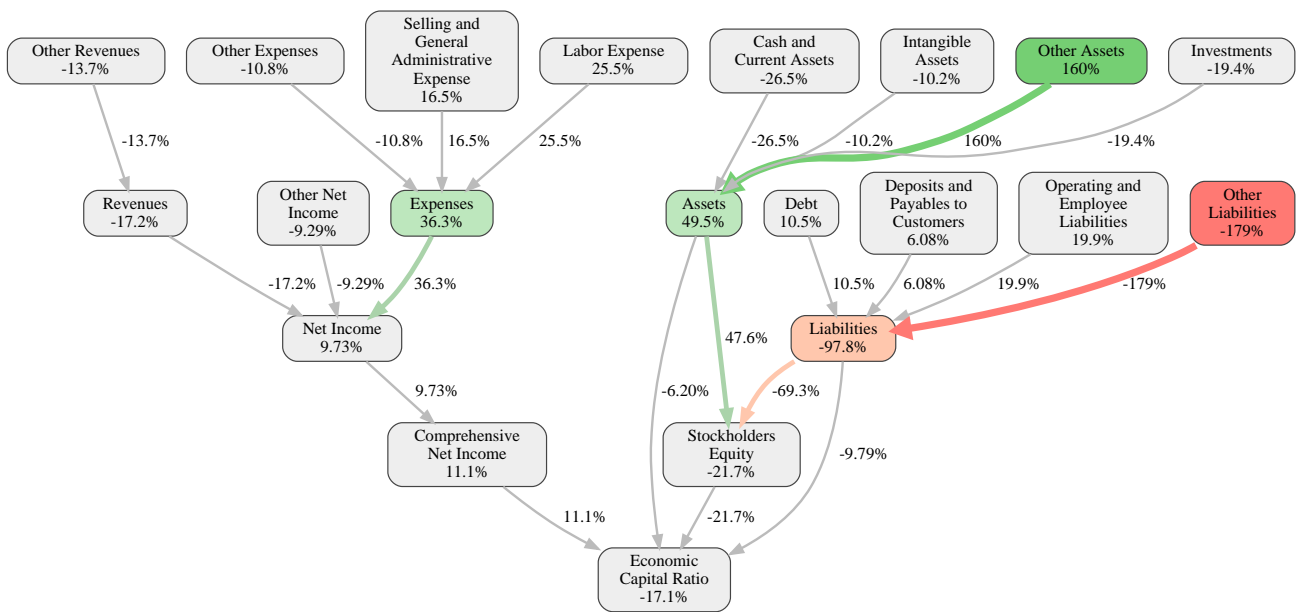 Other Revenues
-13.7%
Other Expenses
-10.8%
Selling and
General
Administrative
Expense
16.5%
Labor Expense
25.5%
Cash and
Current Assets
-26.5%
Intangible
Assets
-10.2%
Other Assets
160%
Investments
-19.4%
-13.7%
-10.8%
16.5%
25.5%
-26.5%
-10.2%
160%
-19.4%
Revenues
-17.2%
Other Net
Income
-9.29%
Expenses
36.3%
Assets
49.5%
Debt
10.5%
Deposits and
Payables to
Customers
6.08%
Operating and
Employee
Liabilities
19.9%
Other
Liabilities
-179%
-17.2%
-9.29%
36.3%
10.5%
6.08%
19.9%
-179%
Net Income
9.73%
47.6%
Liabilities
-97.8%
9.73%
-6.20%
-69.3%
Comprehensive
Net Income
11.1%
Stockholders
Equity
-21.7%
-9.79%
11.1%
-21.7%
Economic
Capital Ratio
-17.1%